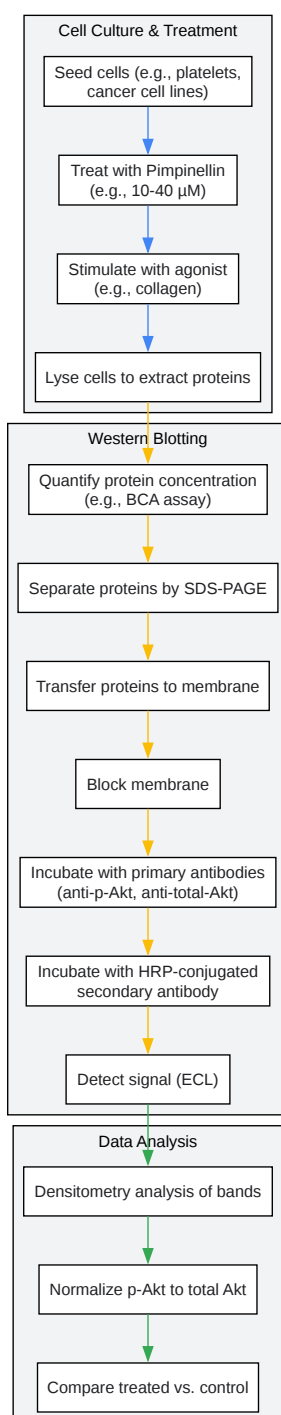 Cell Culture & Treatment
Seed cells (e.g., platelets,
cancer cell lines)
Treat with Pimpinellin
(e.g., 10-40 µM)
Stimulate with agonist
(e.g., collagen)
Lyse cells to extract proteins
Western Blotting
Quantify protein concentration
(e.g., BCA assay)
Separate proteins by SDS-PAGE
Transfer proteins to membrane
Block membrane
Incubate with primary antibodies
(anti-p-Akt, anti-total-Akt)
Incubate with HRP-conjugated
secondary antibody
Detect signal (ECL)
Data Analysis
Densitometry analysis of bands
Normalize p-Akt to total Akt
Compare treated vs. control